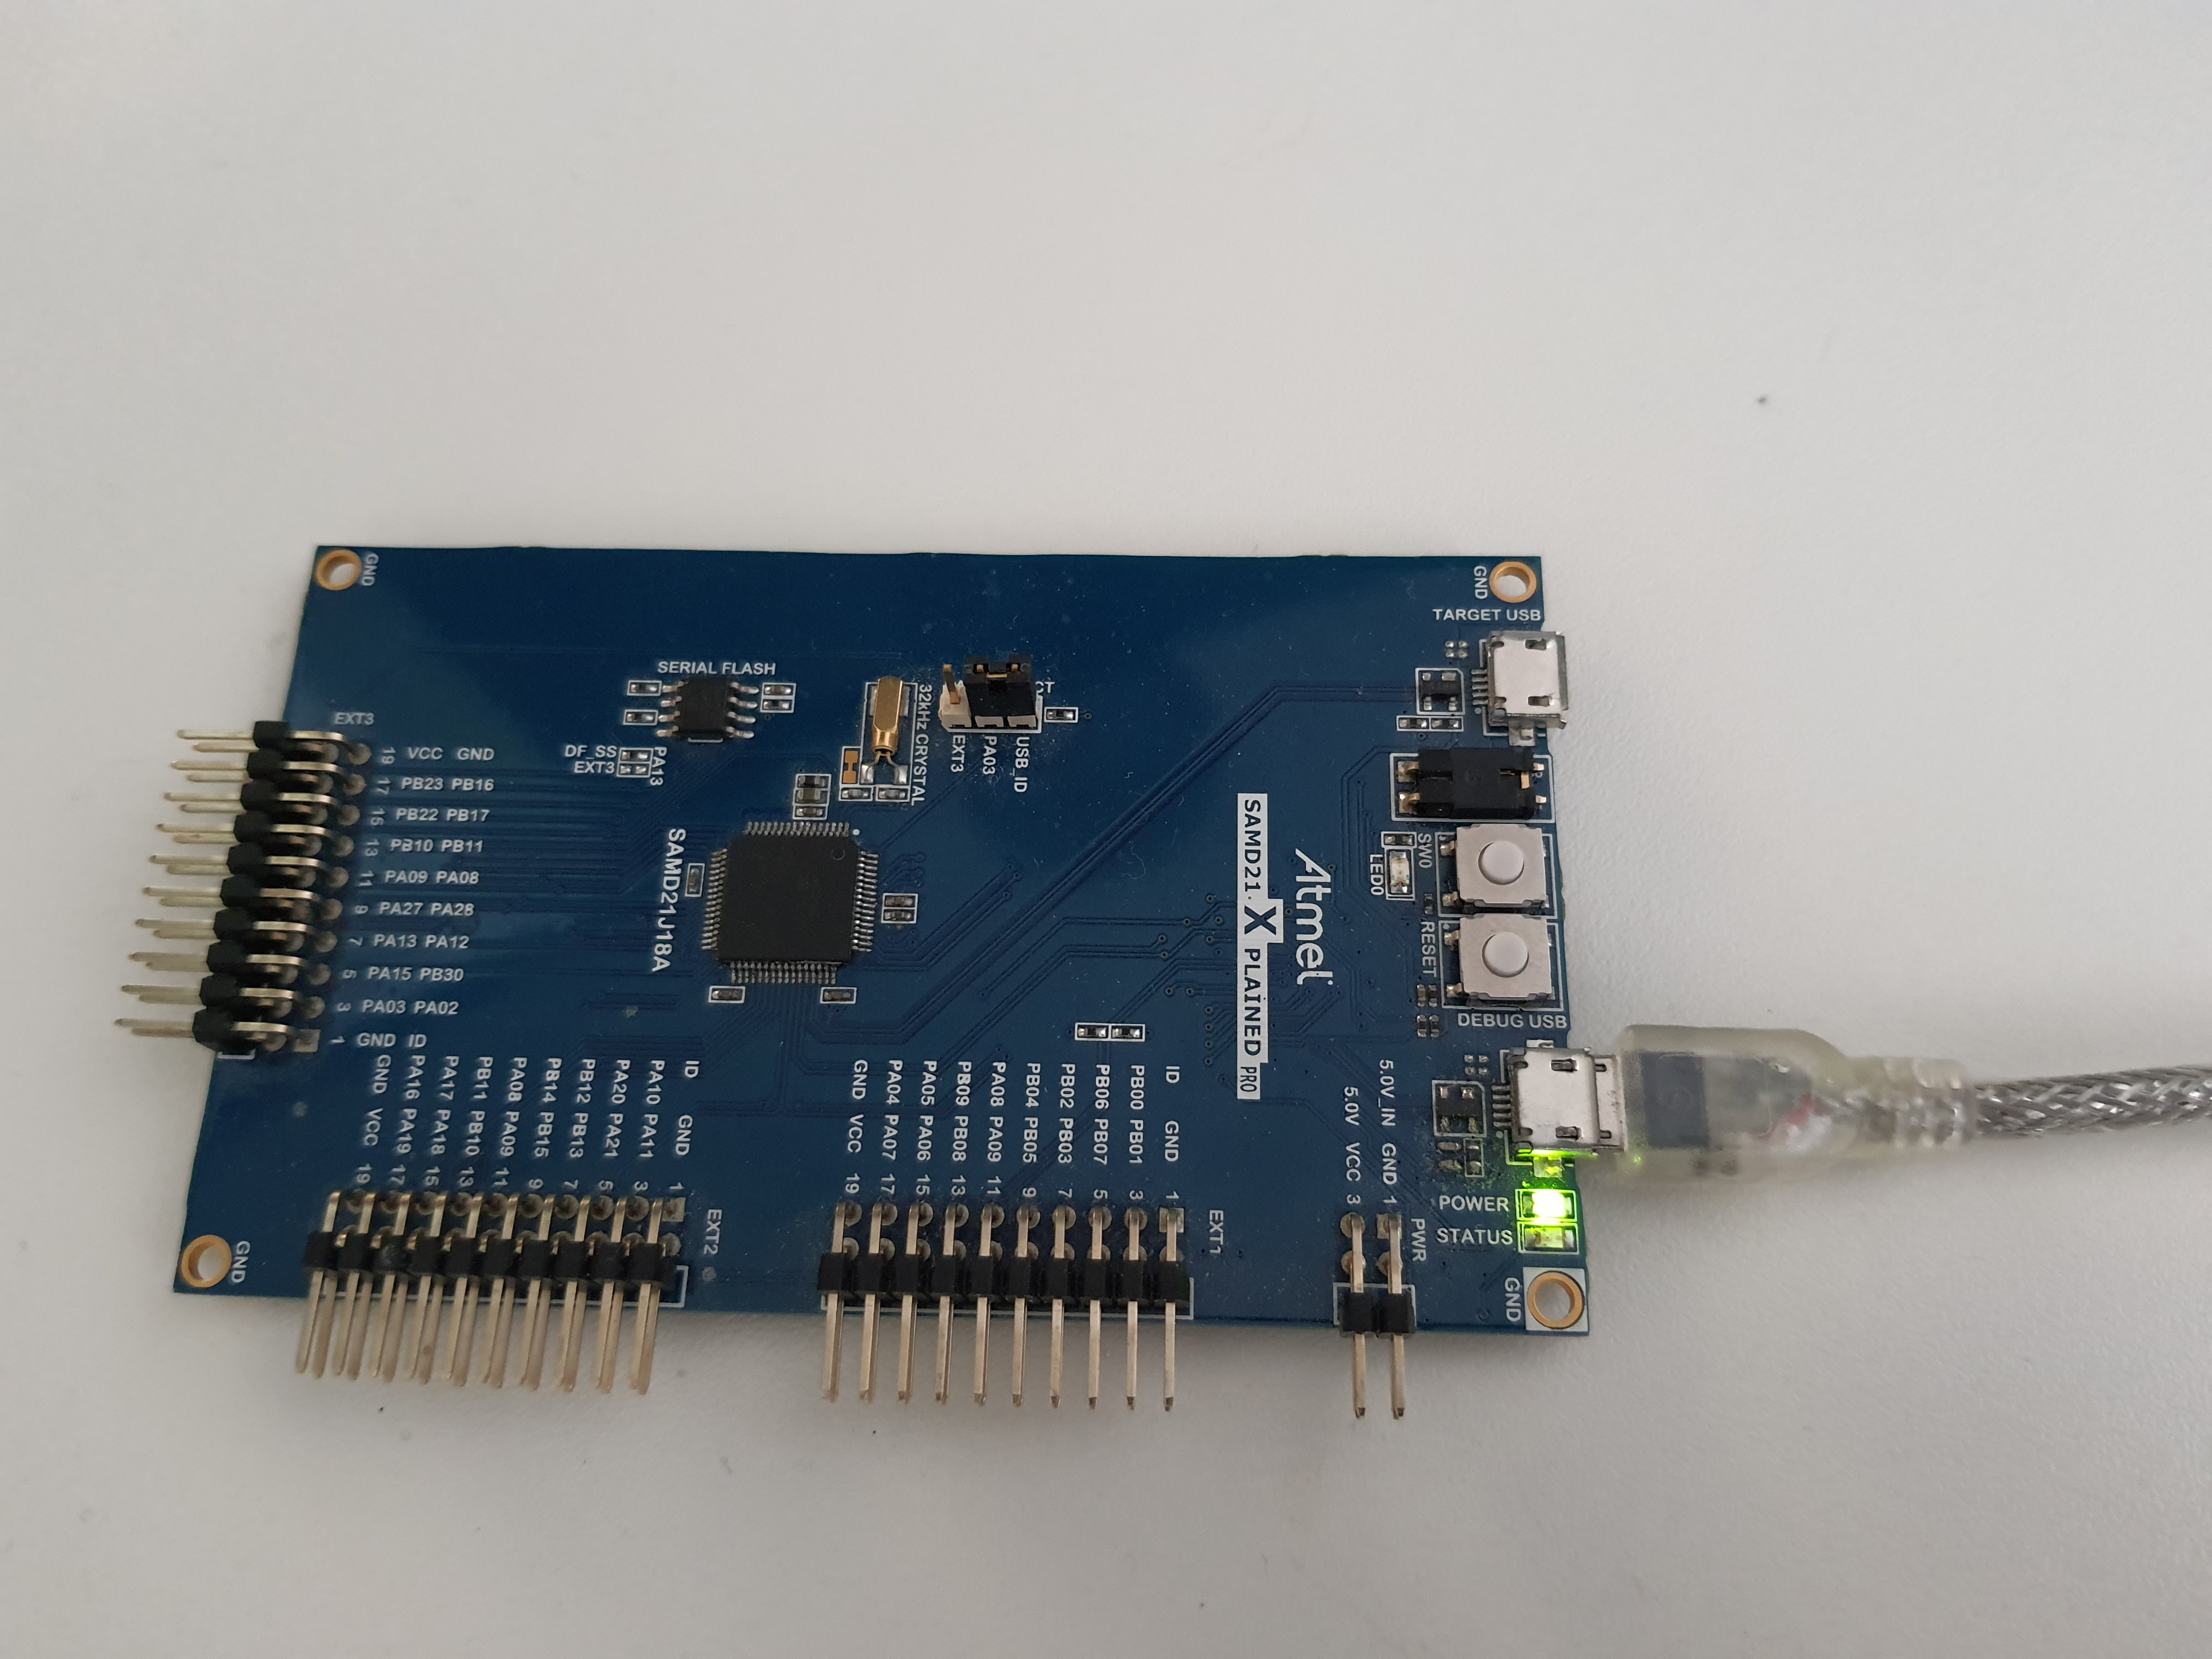 GND
GND
TARGET USB
SERIAL FLASH
32kHz CRYSTAL
CT
EXT3
PA03
USB_ID
EXT3
DF_SS
EXT3
PA13
19 VCC GND
17 PB23 PB16
15 PB22 PB17
13 PB10 PB11
11 PA09 PA08
9 PA27 PA28
7 PA13 PA12
5 PA15 PB30
3 PA03 PA02
1 GND ID
SAMD21J18A
Atmel
SAMD21 XPLAINED PRO
SW0
LED0
RESET
DEBUG USB
GND VCC 19
PA16 PA19 17
PA17 PA18 15
PB11 PB10 13
PA08 PA09 11
PB14 PB15 9
PB12 PB13 7
PA20 PA21 5
PA10 PA11 3
ID GND 1
EXT2
GND VCC 19
PA04 PA07 17
PA05 PA06 15
PB09 PB08 13
PA08 PA09 11
PB04 PB05 9
PB02 PB03 7
PB06 PB07 5
PB00 PB01 3
ID GND 1
EXT1
5.0V VCC 3
5.0V_IN GND 1
PWR
POWER
STATUS
GND
GND